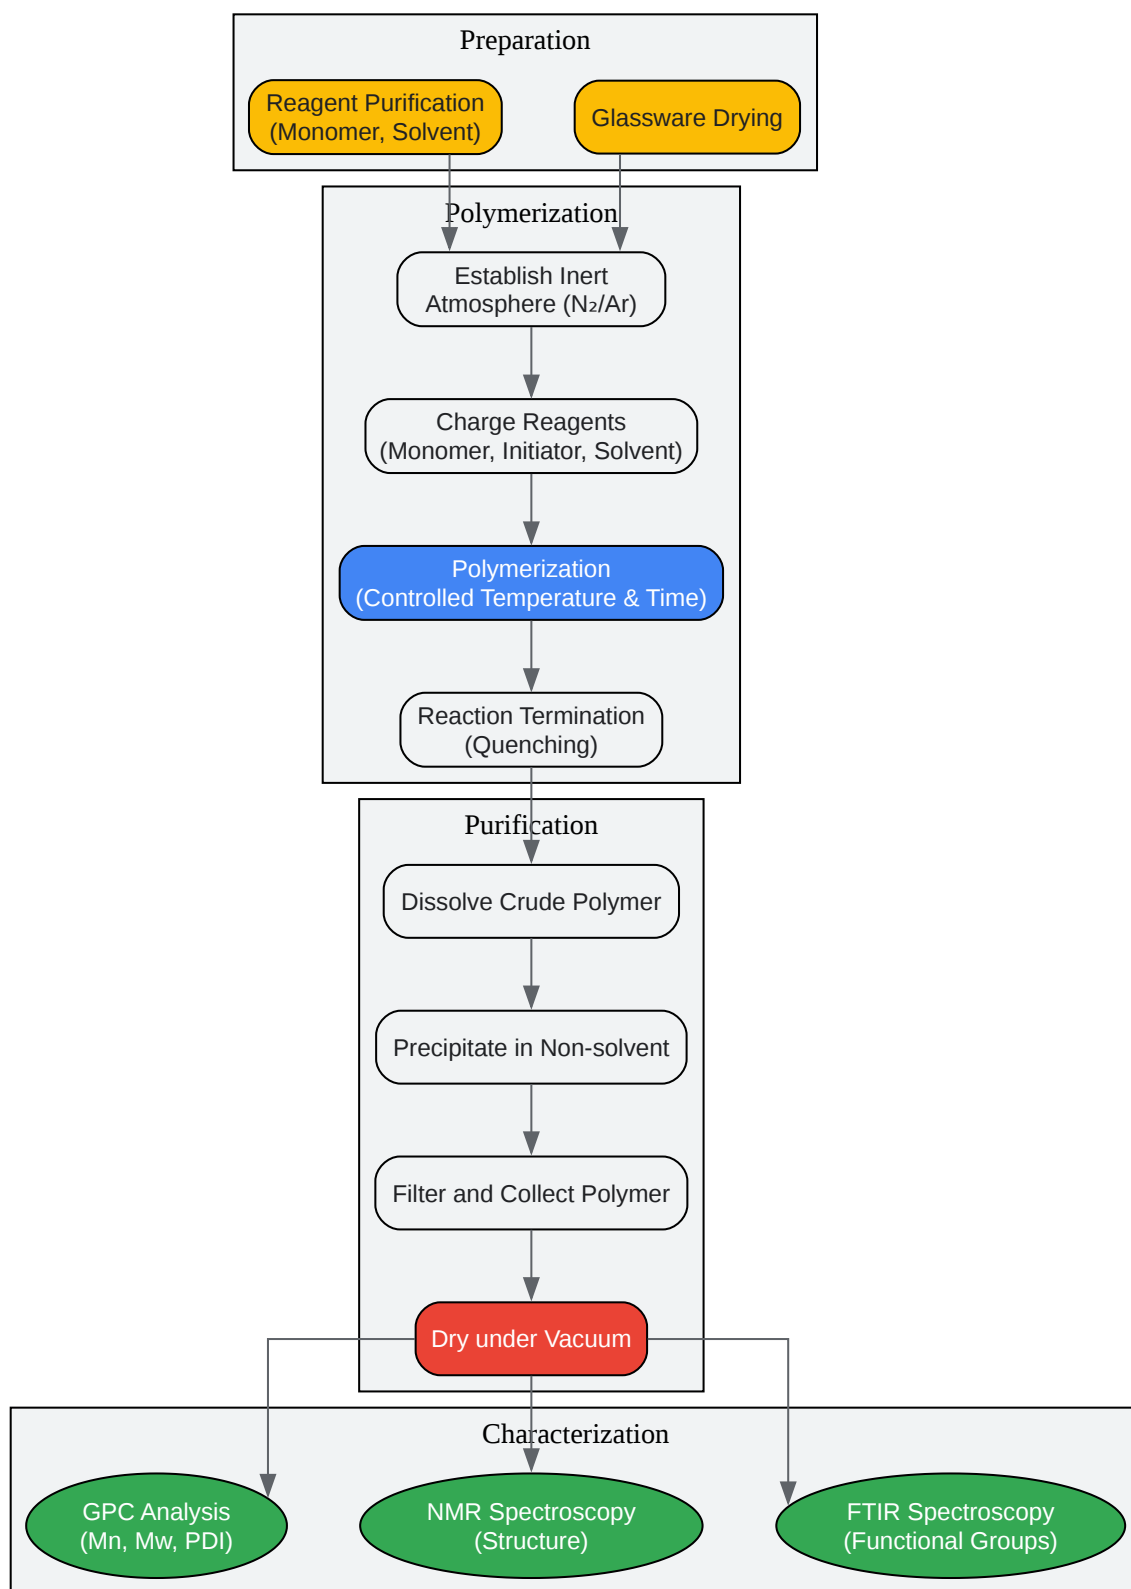 Preparation
Reagent Purification
(Monomer, Solvent)
Glassware Drying
Polymerization
Establish Inert
Atmosphere (N₂/Ar)
Charge Reagents
(Monomer, Initiator, Solvent)
Polymerization
(Controlled Temperature & Time)
Reaction Termination
(Quenching)
Purification
Dissolve Crude Polymer
Precipitate in Non-solvent
Filter and Collect Polymer
Dry under Vacuum
Characterization
GPC Analysis
(Mn, Mw, PDI)
NMR Spectroscopy
(Structure)
FTIR Spectroscopy
(Functional Groups)